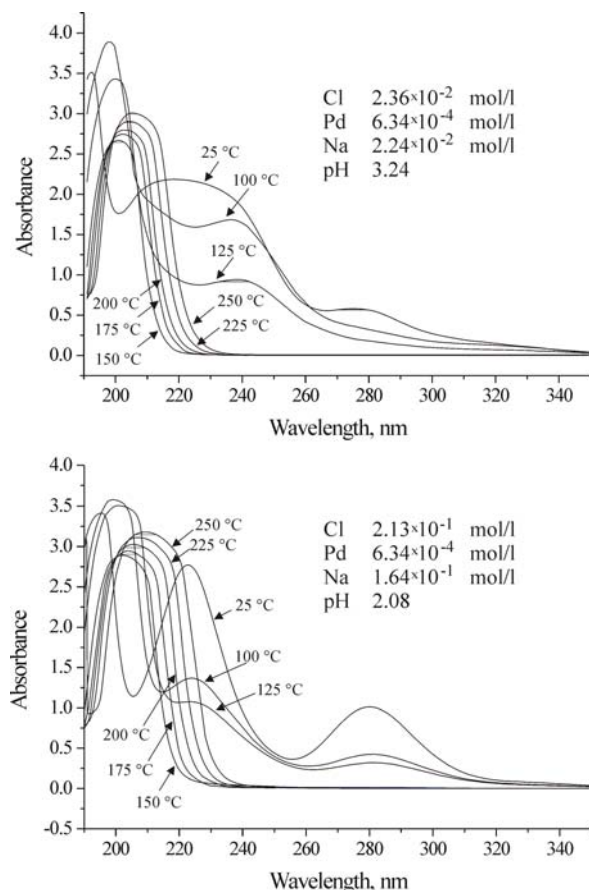 4.0
3.5
3.0
2.5
2.0
1.5
1.0
0.5
0.0
Absorbance
Cl 2.36×10-2 mol/l
Pd 6.34×10-4 mol/l
Na 2.24×10-2 mol/l
pH 3.24
25 °C
100 °C
125 °C
200 °C
175 °C
150 °C
250 °C
225 °C
200 220 240 260 280 300 320 340
Wavelength, nm
4.0
3.5
3.0
2.5
2.0
1.5
1.0
0.5
0.0
-0.5
Absorbance
250 °C
225 °C
Cl 2.13×10-1 mol/l
Pd 6.34×10-4 mol/l
Na 1.64×10-1 mol/l
pH 2.08
25 °C
100 °C
125 °C
200 °C
175 °C
150 °C
200 220 240 260 280 300 320 340
Wavelength, nm